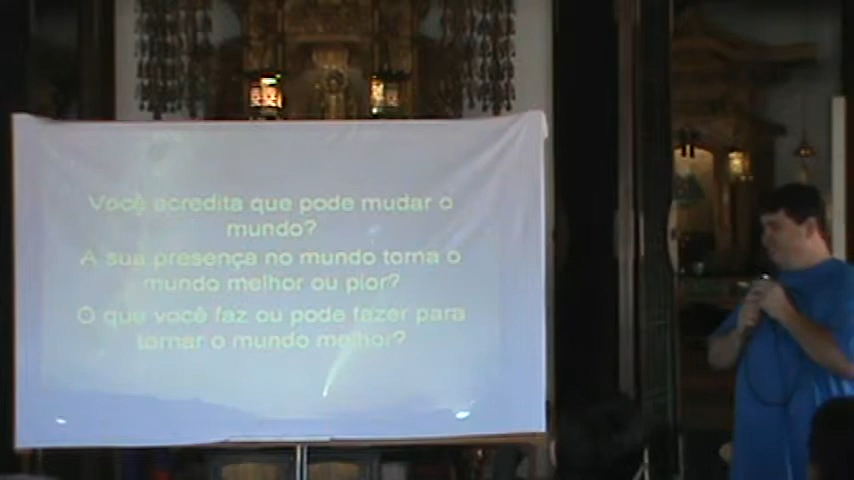 Você acredita que pode mudar o
mundo?
A sua presença no mundo torna o
mundo melhor ou pior?
O que você faz ou pode fazer para
tornar o mundo melhor?